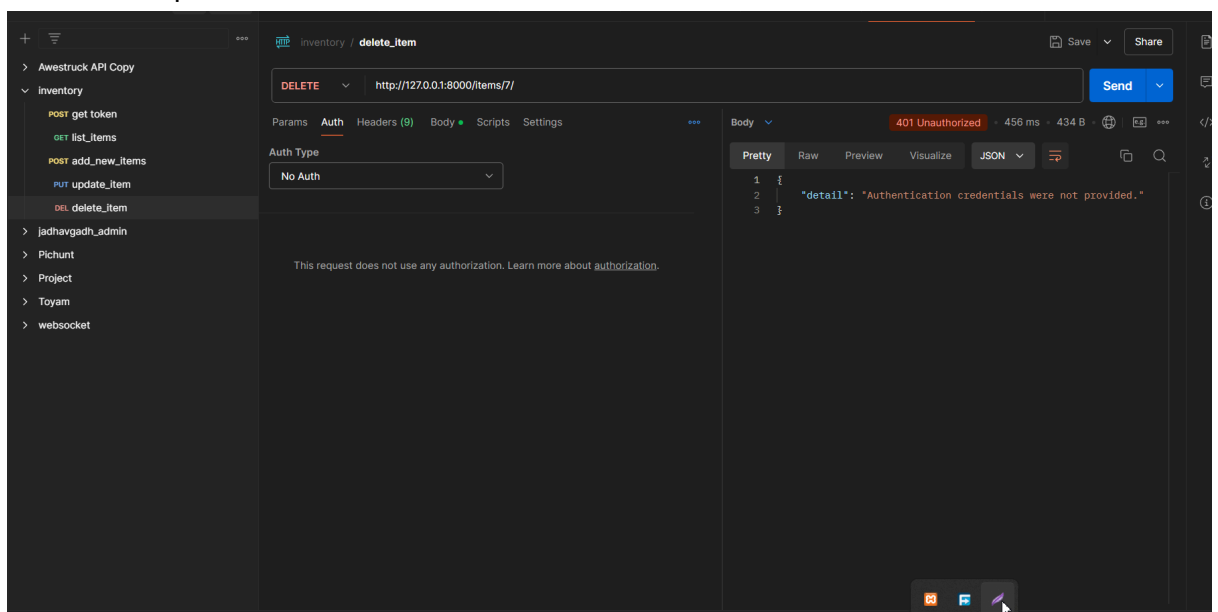 inventory / delete_item
Save
Share
Awestruck API Copy
inventory
POST get token
GET list_items
POST add_new_items
PUT update_item
DEL delete_item
jadhavgadh_admin
Pichunt
Project
Toyam
websocket
HTTP
DELETE http://127.0.0.1:8000/items/7/
Send
Params Auth Headers (9) Body Scripts Settings
Auth Type
No Auth
This request does not use any authorization. Learn more about authorization.
Body 401 Unauthorized 456 ms 434 B e.g.
Pretty Raw Preview Visualize JSON
1 {
2 "detail": "Authentication credentials were not provided."
3 }